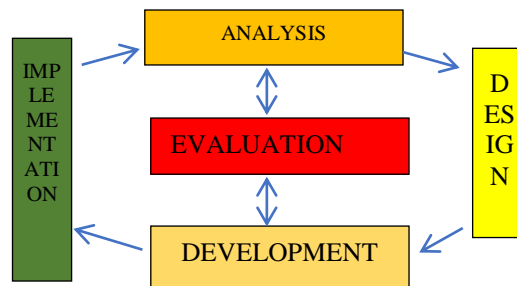 ANALYSIS
IMP
LE
ME
NT
ATI
ON
D
ES
IG
N
EVALUATION
DEVELOPMENT